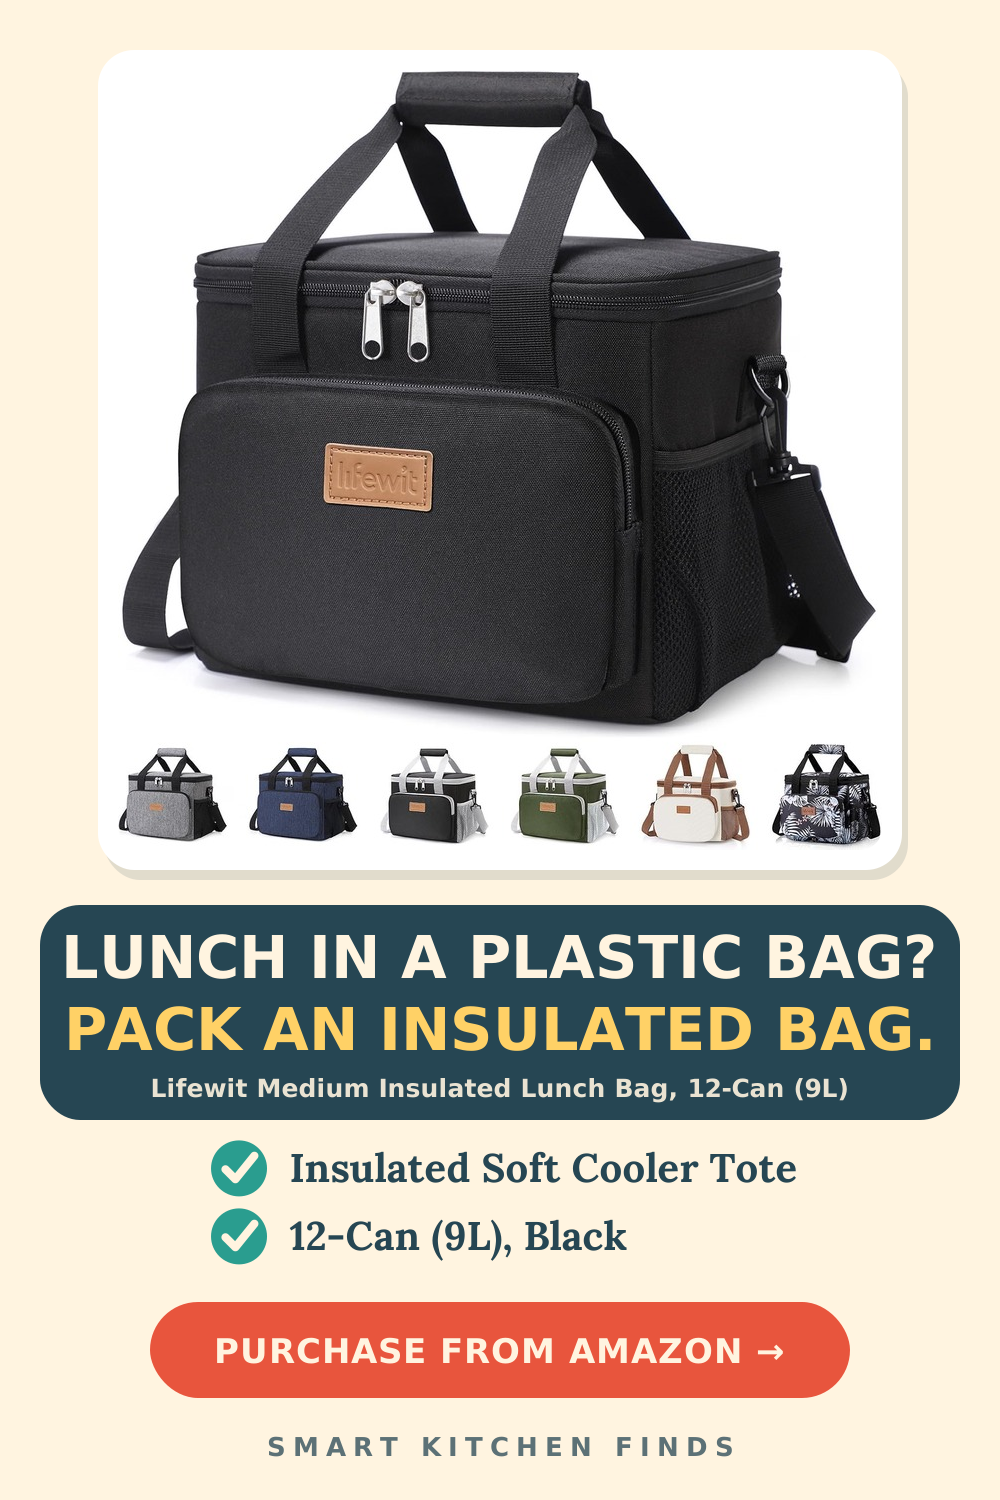 lifewit
LUNCH IN A PLASTIC BAG?
PACK AN INSULATED BAG.
Lifewit Medium Insulated Lunch Bag, 12-Can (9L)
Insulated Soft Cooler Tote
12-Can (9L), Black
PURCHASE FROM AMAZON →
SMART KITCHEN FINDS